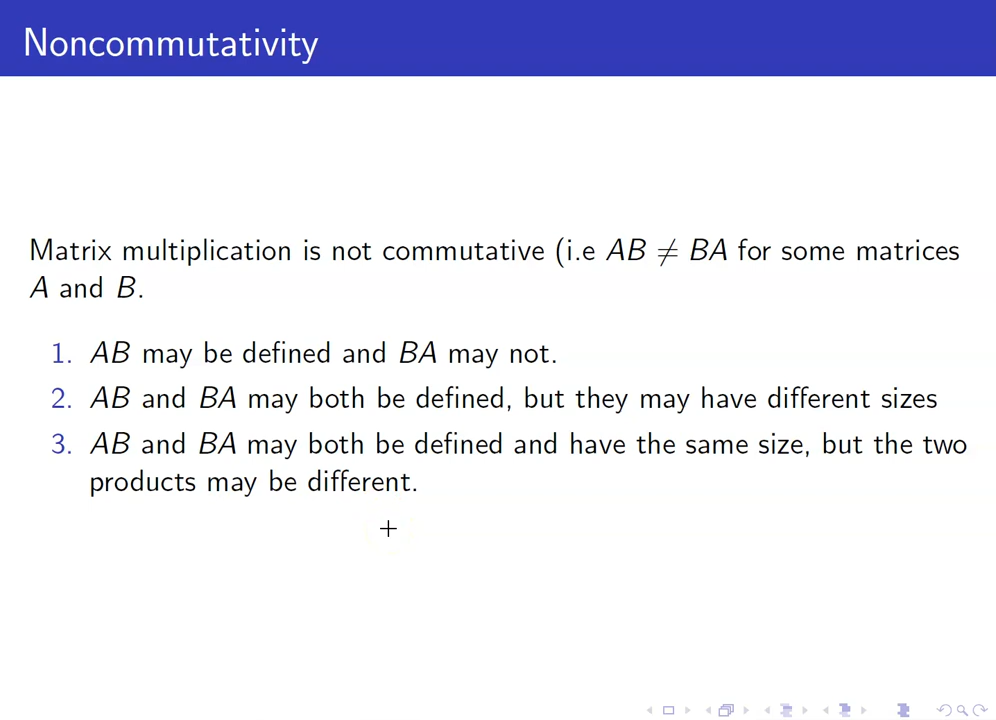 Noncommutativity
Matrix multiplication is not commutative (i.e AB ≠ BA for some matrices
A and B.
1. AB may be defined and BA may not.
2. AB and BA may both be defined, but they may have different sizes
3. AB and BA may both be defined and have the same size, but the two
products may be different.